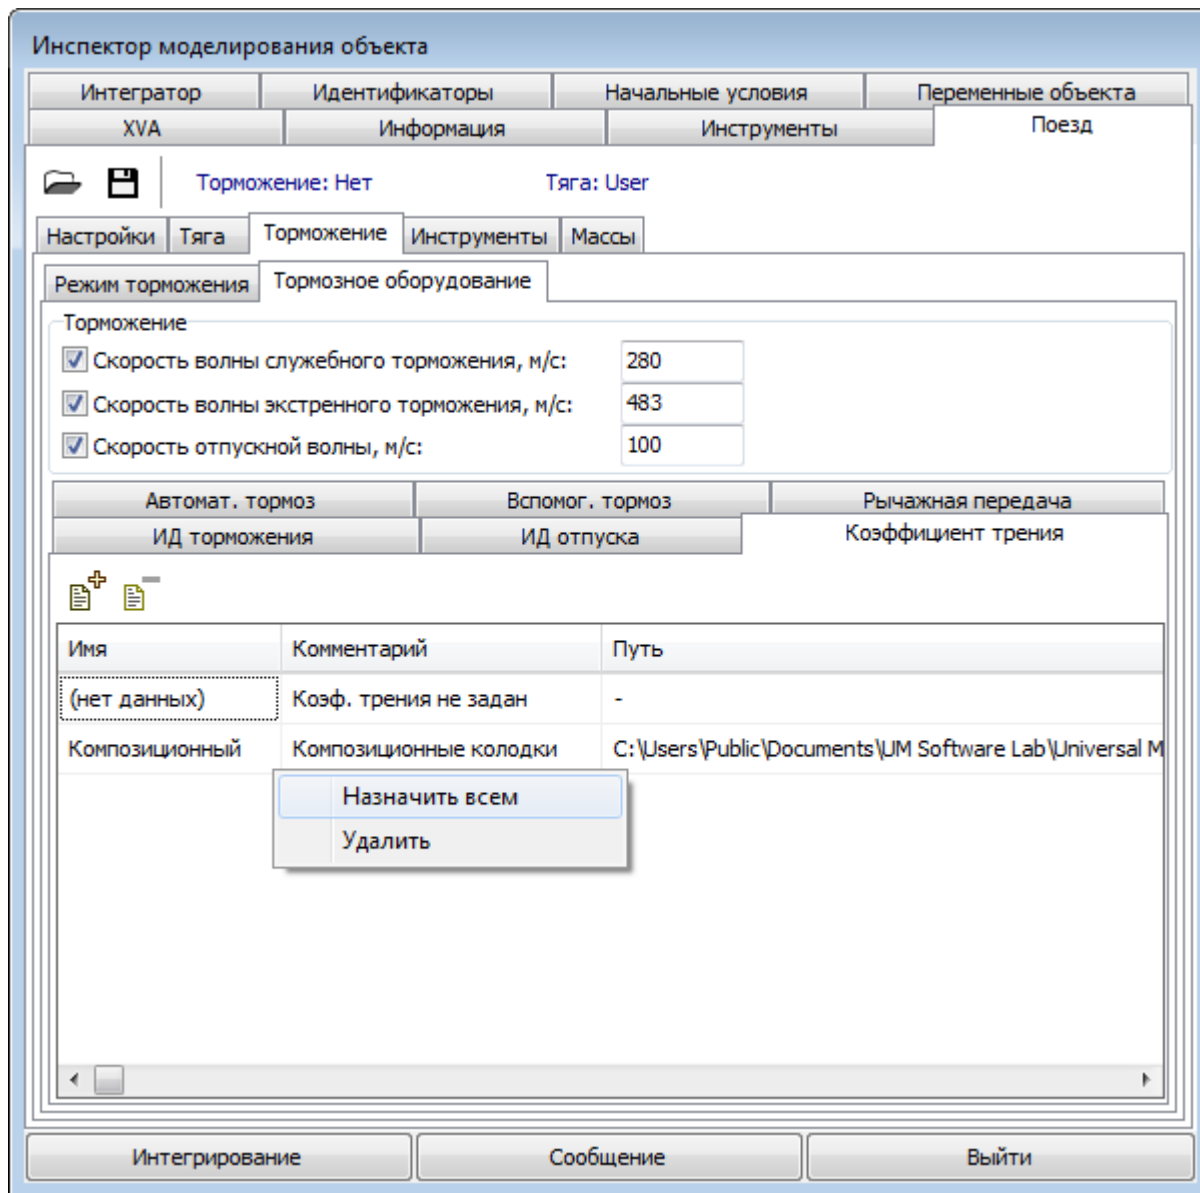 Инспектор моделирования объекта
Интегратор Идентификаторы Начальные условия Переменные объекта
XVA Информация Инструменты Поезд
Торможение: Нет Тяга: User
Настройки Тяга Торможение Инструменты Массы
Режим торможения Тормозное оборудование
Торможение
Скорость волны служебного торможения, м/с: 280
Скорость волны экстренного торможения, м/с: 483
Скорость отпускной волны, м/с: 100
Автомат. тормоз Вспомог. тормоз Рычажная передача
ИД торможения ИД отпуска Коэффициент трения
Имя Комментарий Путь
(нет данных) Коэф. трения не задан -
Композиционный Композиционные колодки C:\Users\Public\Documents\UM Software Lab\Universal M
Назначить всем
Удалить
Интегрирование Сообщение Выйти